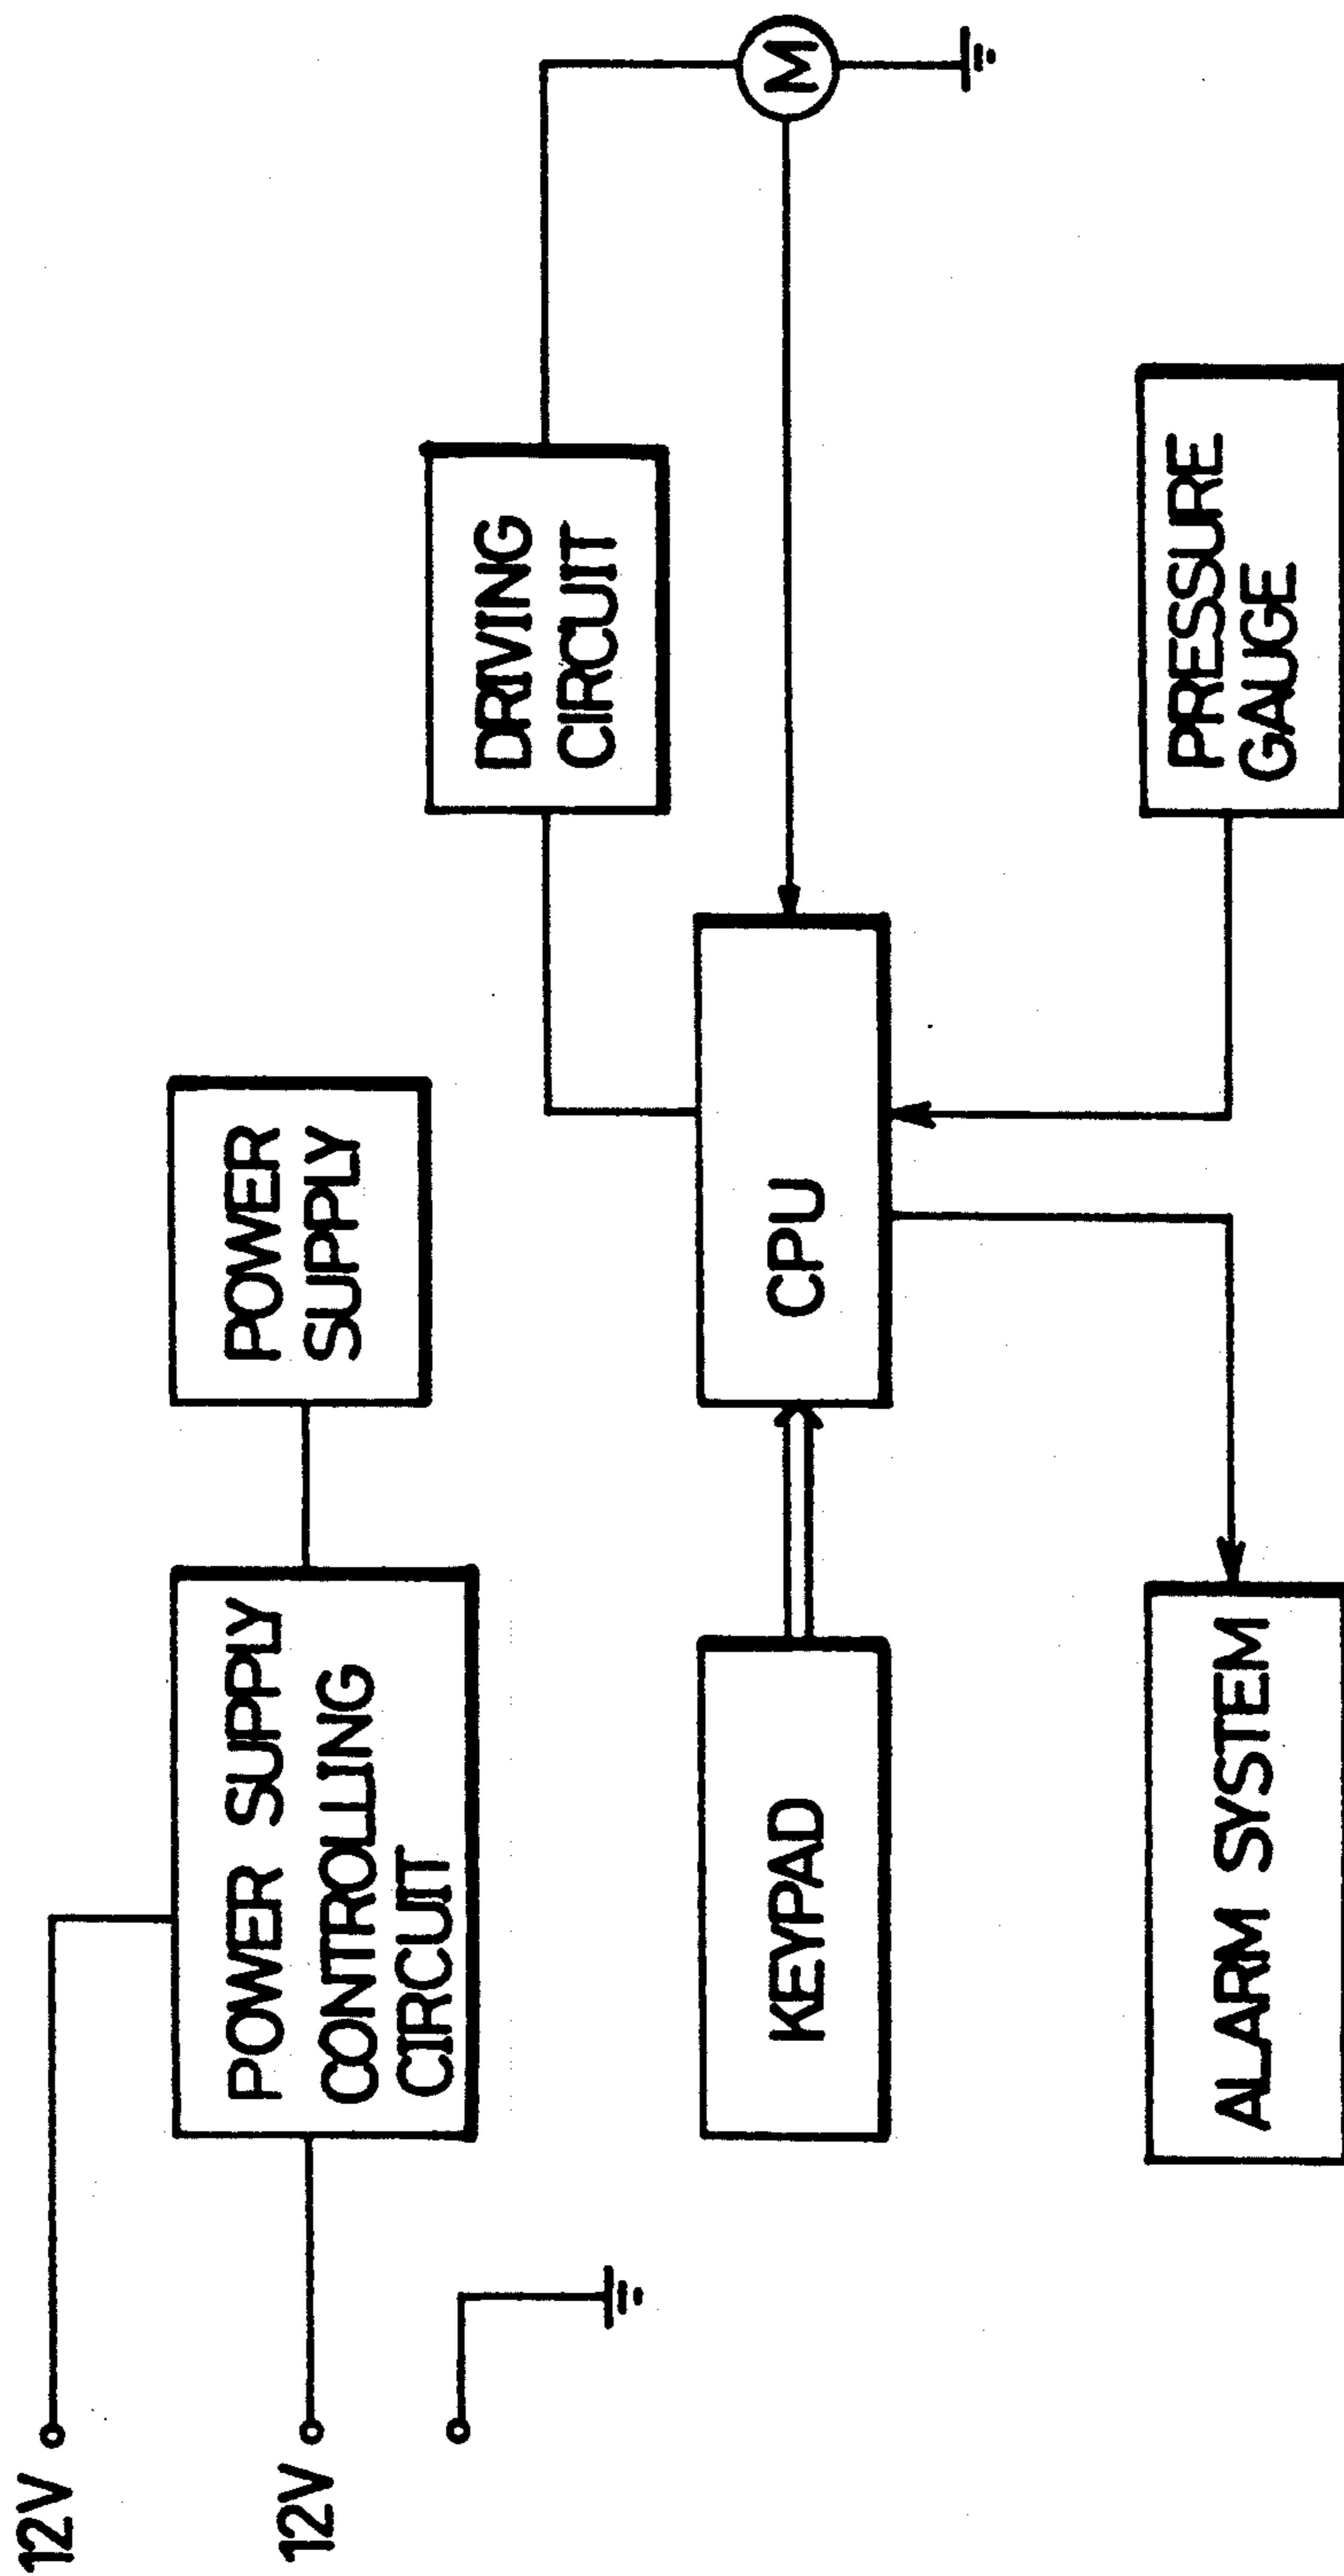 12V
12V
POWER SUPPLY
CONTROLLING
CIRCUIT
POWER
SUPPLY
KEYPAD
CPU
DRIVING
CIRCUIT
M
ALARM SYSTEM
PRESSURE
GAUGE